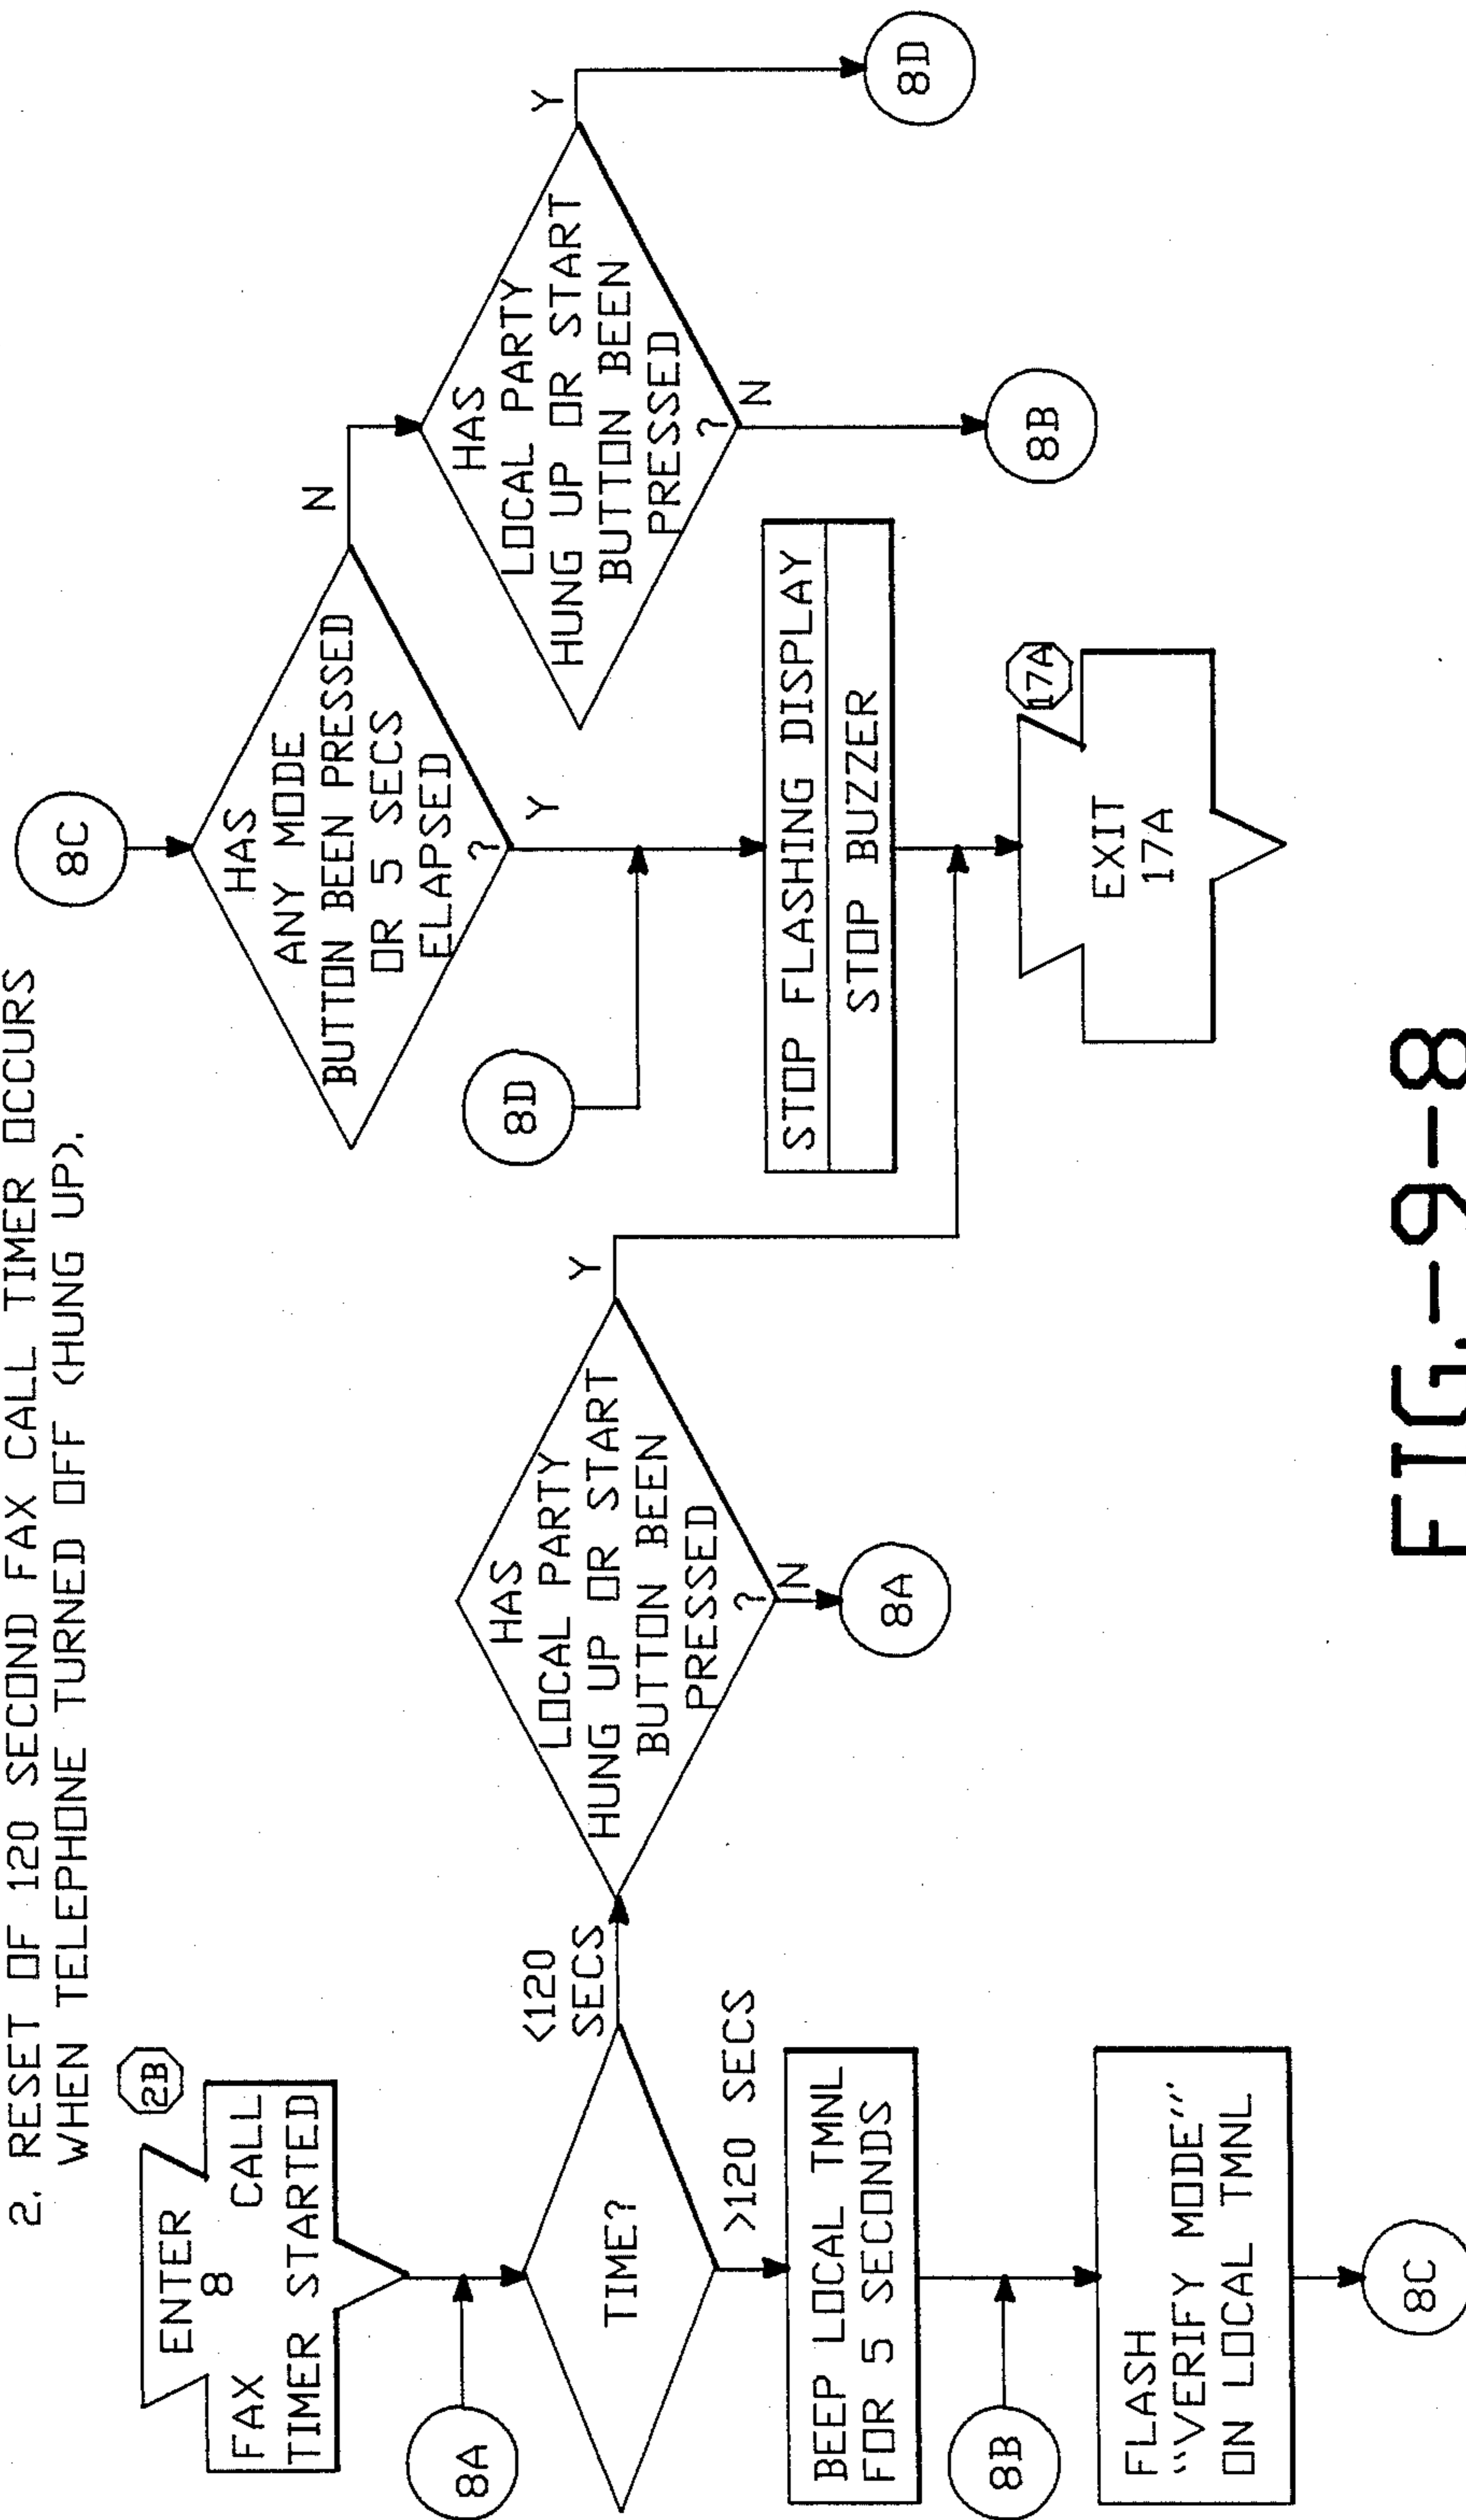 2. RESET OF 120 SECOND FAX CALL TIMER OCCURS
WHEN TELEPHONE TURNED OFF (HUNG UP).
2B
ENTER
8
FAX CALL
TIMER STARTED
8A
TIME?
<120
SECS
>120 SECS
BEEP LOCAL TMNL
FOR 5 SECONDS
8B
FLASH
"VERIFY MODE"
ON LOCAL TMNL
8C
HAS
LOCAL PARTY
HUNG UP OR START
BUTTON BEEN
PRESSED
?
Y
N
8A
8C
HAS
ANY MODE
BUTTON BEEN PRESSED
OR 5 SECS
ELAPSED
?
N
Y
8D
STOP FLASHING DISPLAY
STOP BUZZER
17A
EXIT
17A
HAS
LOCAL PARTY
HUNG UP OR START
BUTTON BEEN
PRESSED
?
Y
N
8B
8D
FIG.-9-8